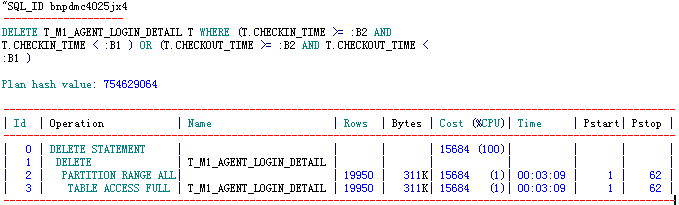 "SQL_ID bnpdmc4025jx4
--------------------
DELETE T_M1_AGENT_LOGIN_DETAIL T WHERE (T.CHECKIN_TIME >= :B2 AND
T.CHECKIN_TIME < :B1 ) OR (T.CHECKOUT_TIME >= :B2 AND T.CHECKOUT_TIME <
:B1 )
Plan hash value: 754629064
---------------------------------------------------------------------------------------------------------------
| Id | Operation | Name | Rows | Bytes | Cost (%CPU)| Time | Pstart| Pstop |
---------------------------------------------------------------------------------------------------------------
| 0 | DELETE STATEMENT | | | | 15684 (100)| | | |
| 1 | DELETE | T_M1_AGENT_LOGIN_DETAIL | | | | | | |
| 2 | PARTITION RANGE ALL| | 19950 | 311K| 15684 (1)| 00:03:09 | 1 | 62 |
| 3 | TABLE ACCESS FULL | T_M1_AGENT_LOGIN_DETAIL | 19950 | 311K| 15684 (1)| 00:03:09 | 1 | 62 |
---------------------------------------------------------------------------------------------------------------